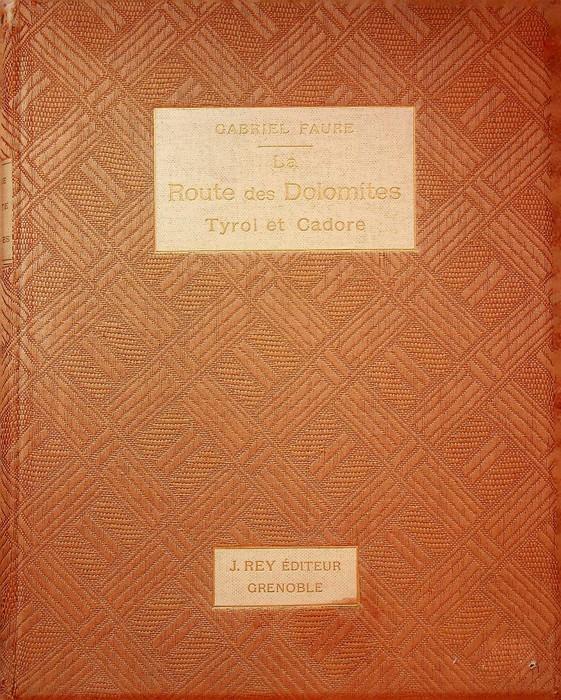 GABRIEL FAURE
La
Route des Dolomites
Tyrol et Cadore
J. REY ÉDITEUR
GRENOBLE